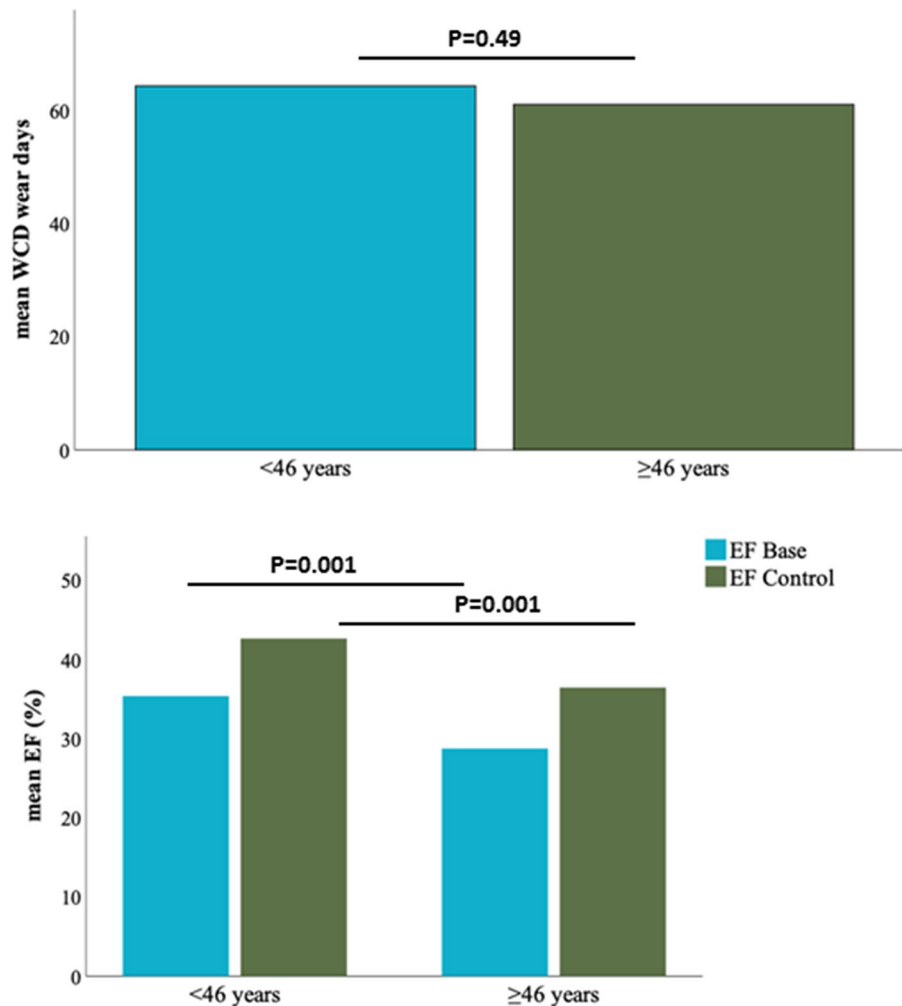 P=0.49
mean WCD wear days
60
40
20
0
<46 years
≥46 years
EF Base
EF Control
P=0.001
P=0.001
mean EF (%)
50
40
30
20
10
0
<46 years
≥46 years